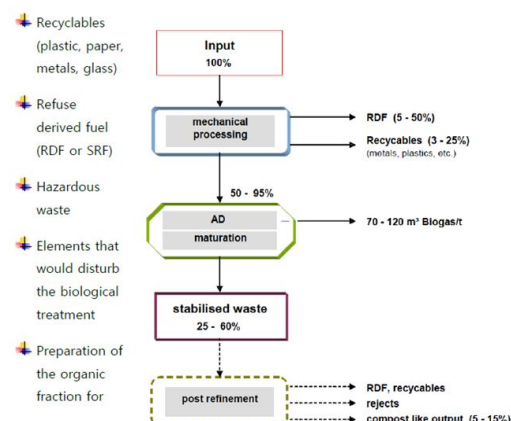 Recyclables
(plastic, paper,
metals, glass)
Refuse
derived fuel
(RDF or SRF)
Hazardous
waste
Elements that
would disturb
the biological
treatment
Preparation of
the organic
fraction for
Input
100%
mechanical
processing
RDF (5 - 50%)
Recycables (3 - 25%)
(metals, plastics, etc.)
50 - 95%
AD
maturation
70 - 120 m³ Biogas/t
stabilised waste
25 - 60%
post refinement
RDF, recycables
rejects
compost like output (5 - 15%)